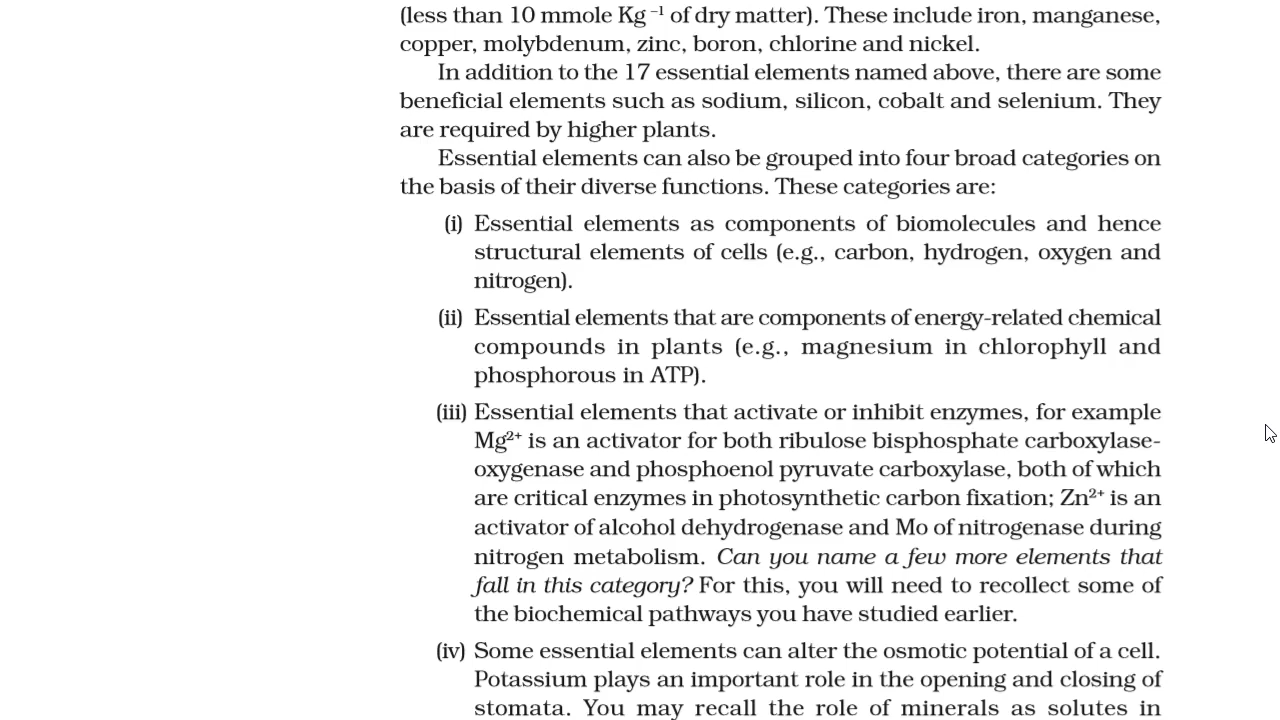 (less than 10 mmole Kg⁻¹ of dry matter). These include iron, manganese,
copper, molybdenum, zinc, boron, chlorine and nickel.
In addition to the 17 essential elements named above, there are some
beneficial elements such as sodium, silicon, cobalt and selenium. They
are required by higher plants.
Essential elements can also be grouped into four broad categories on
the basis of their diverse functions. These categories are:
(i) Essential elements as components of biomolecules and hence
structural elements of cells (e.g., carbon, hydrogen, oxygen and
nitrogen).
(ii) Essential elements that are components of energy-related chemical
compounds in plants (e.g., magnesium in chlorophyll and
phosphorous in ATP).
(iii) Essential elements that activate or inhibit enzymes, for example
Mg²⁺ is an activator for both ribulose bisphosphate carboxylase-
oxygenase and phosphoenol pyruvate carboxylase, both of which
are critical enzymes in photosynthetic carbon fixation; Zn²⁺ is an
activator of alcohol dehydrogenase and Mo of nitrogenase during
nitrogen metabolism. Can you name a few more elements that
fall in this category? For this, you will need to recollect some of
the biochemical pathways you have studied earlier.
(iv) Some essential elements can alter the osmotic potential of a cell.
Potassium plays an important role in the opening and closing of
stomata. You may recall the role of minerals as solutes in